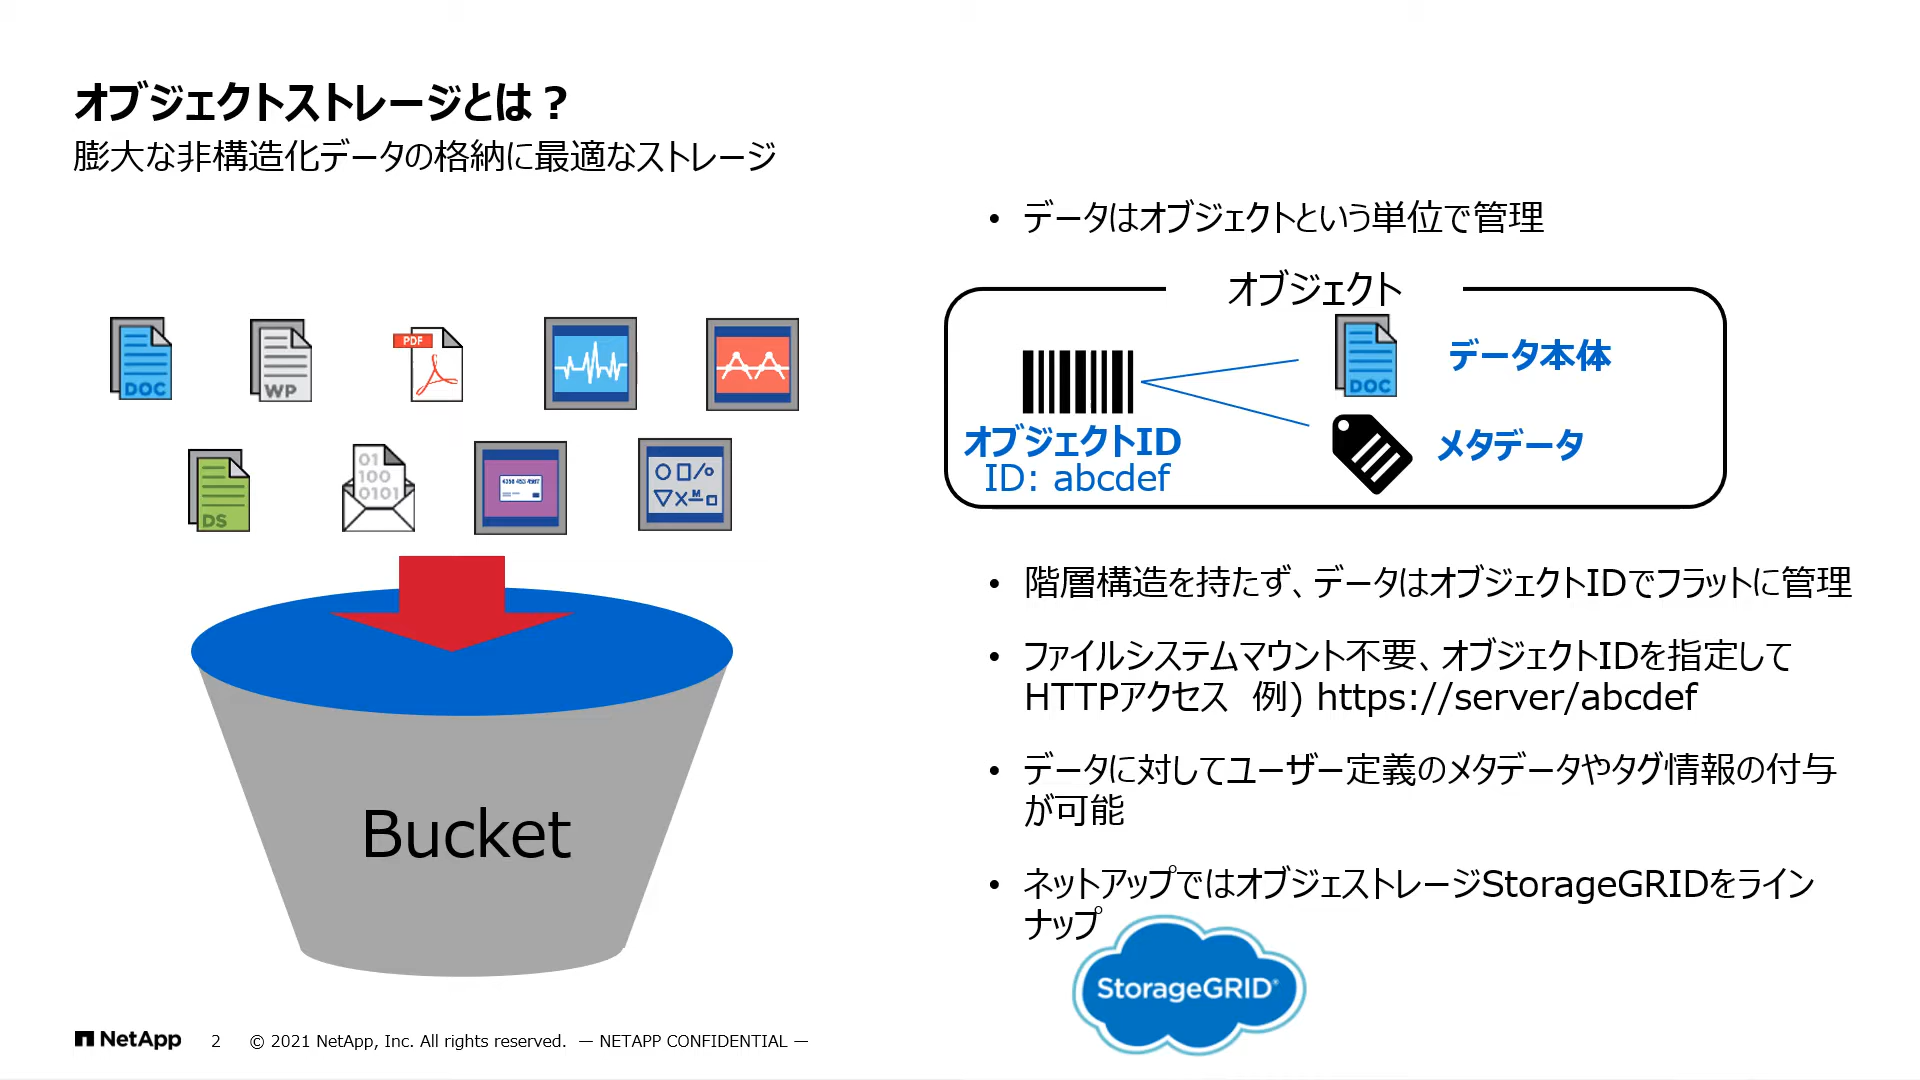 オブジェクトストレージとは？
膨大な非構造化データの格納に最適なストレージ
DOC
WP
PDF
DS
01
100
0101
4356 453 4567
M
Bucket
• データはオブジェクトという単位で管理
オブジェクト
DOC
データ本体
オブジェクトID
ID: abcdef
メタデータ
• 階層構造を持たず、データはオブジェクトIDでフラットに管理
• ファイルシステムマウント不要、オブジェクトIDを指定して
HTTPアクセス　例) https://server/abcdef
• データに対してユーザー定義のメタデータやタグ情報の付与
が可能
• ネットアップではオブジェストレージStorageGRIDをライン
ナップ
StorageGRID®
NetApp 2 © 2021 NetApp, Inc. All rights reserved. — NETAPP CONFIDENTIAL —